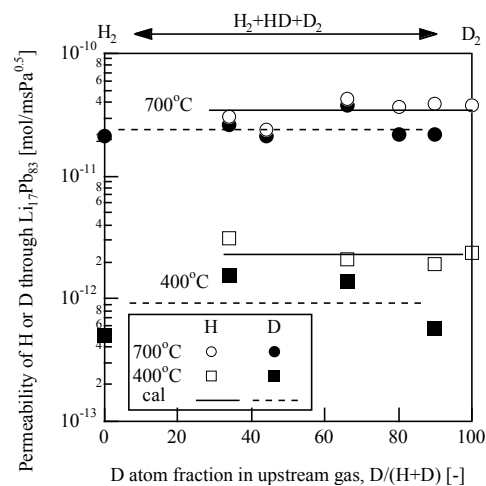 H₂ H₂+HD+D₂ D₂
Permeability of H or D through Li₁₇Pb₈₃ [mol/msPa⁰·⁵]
10⁻¹⁰
8
6
4
2
10⁻¹¹
8
6
4
2
10⁻¹²
8
6
4
2
10⁻¹³
700°C
400°C
H D
700°C
400°C
cal
0 20 40 60 80 100
D atom fraction in upstream gas, D/(H+D) [-]